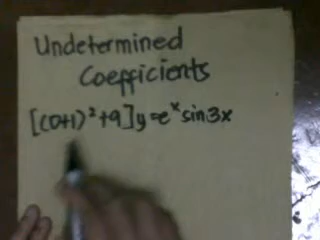 Undetermined
Coefficients
[(D+1)²+9]y=eˣsin3x